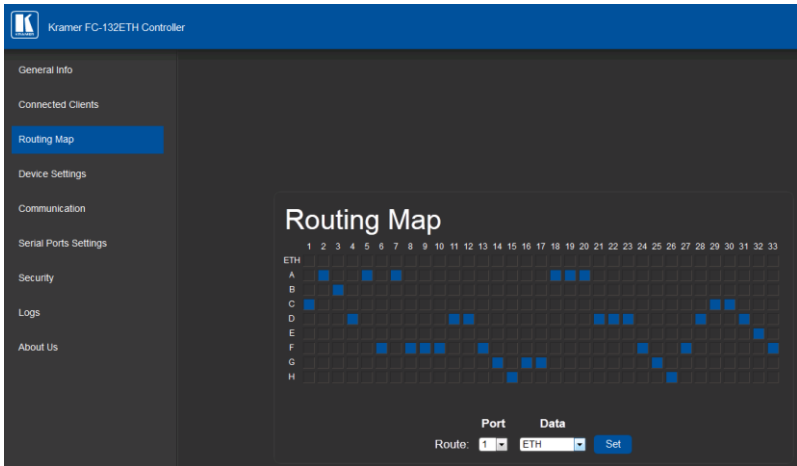 KRAMER
Kramer FC-132ETH Controller
General Info
Connected Clients
Routing Map
Device Settings
Communication
Serial Ports Settings
Security
Logs
About Us
Routing Map
1 2 3 4 5 6 7 8 9 10 11 12 13 14 15 16 17 18 19 20 21 22 23 24 25 26 27 28 29 30 31 32 33
ETH
A
B
C
D
E
F
G
H
Port Data
Route: 1 ETH Set